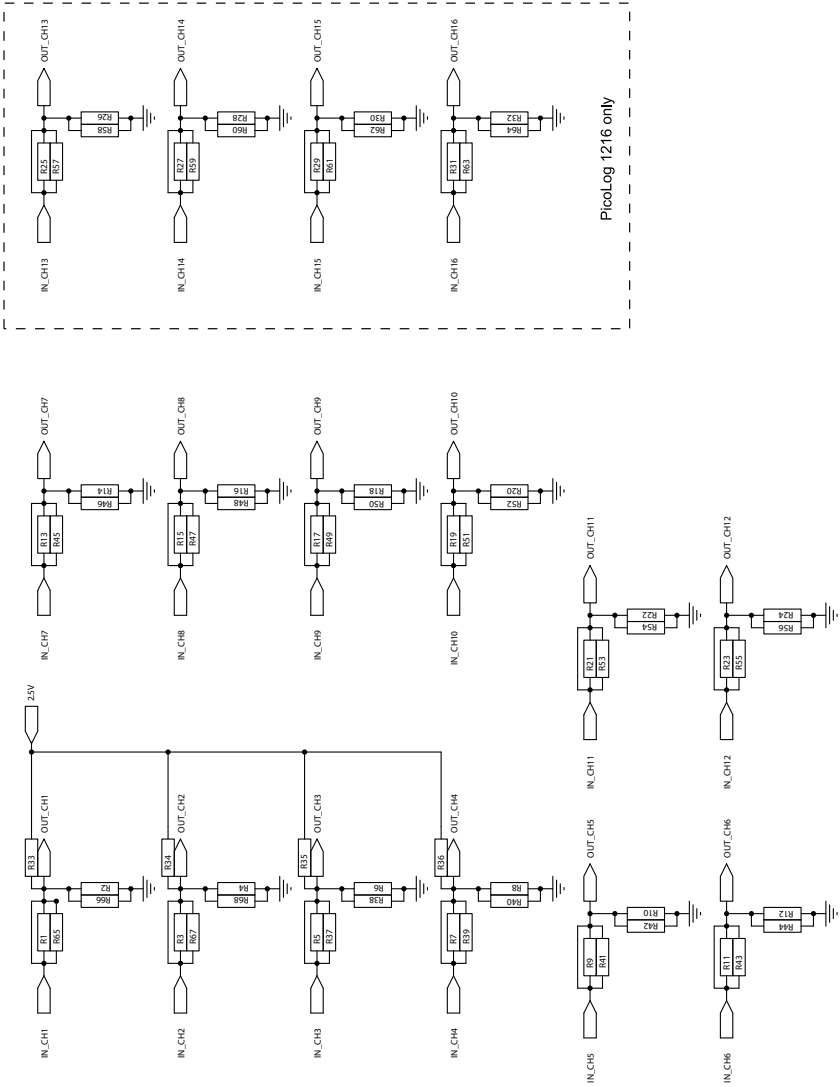 IN_CH1
R1
R65
R33
OUT_CH1
R2
R66
2.5V
IN_CH2
R3
R67
R34
OUT_CH2
R4
R68
IN_CH3
R5
R37
R35
OUT_CH3
R6
R38
IN_CH4
R7
R39
R36
OUT_CH4
R8
R40
IN_CH5
R9
R41
OUT_CH5
R10
R42
IN_CH6
R11
R43
OUT_CH6
R12
R44
IN_CH7
R13
R45
OUT_CH7
R14
R46
IN_CH8
R15
R47
OUT_CH8
R16
R48
IN_CH9
R17
R49
OUT_CH9
R18
R50
IN_CH10
R19
R51
OUT_CH10
R20
R52
IN_CH11
R21
R53
OUT_CH11
R22
R54
IN_CH12
R23
R55
OUT_CH12
R24
R56
IN_CH13
R25
R57
OUT_CH13
R26
R58
IN_CH14
R27
R59
OUT_CH14
R28
R60
IN_CH15
R29
R61
OUT_CH15
R30
R62
IN_CH16
R31
R63
OUT_CH16
R32
R64
PicoLog 1216 only